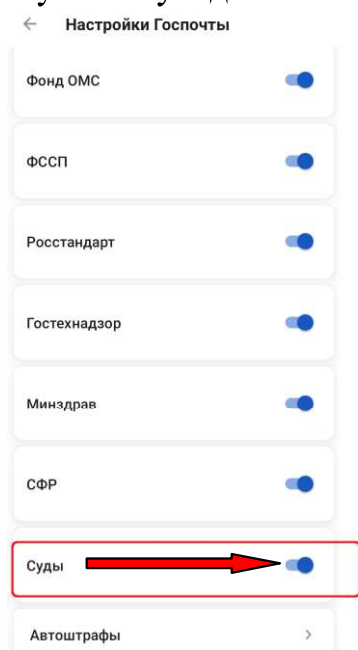 Настройки Госпочты
Фонд ОМС
ФССП
Росстандарт
Гостехнадзор
Минздрав
СФР
Суды
Автоштрафы